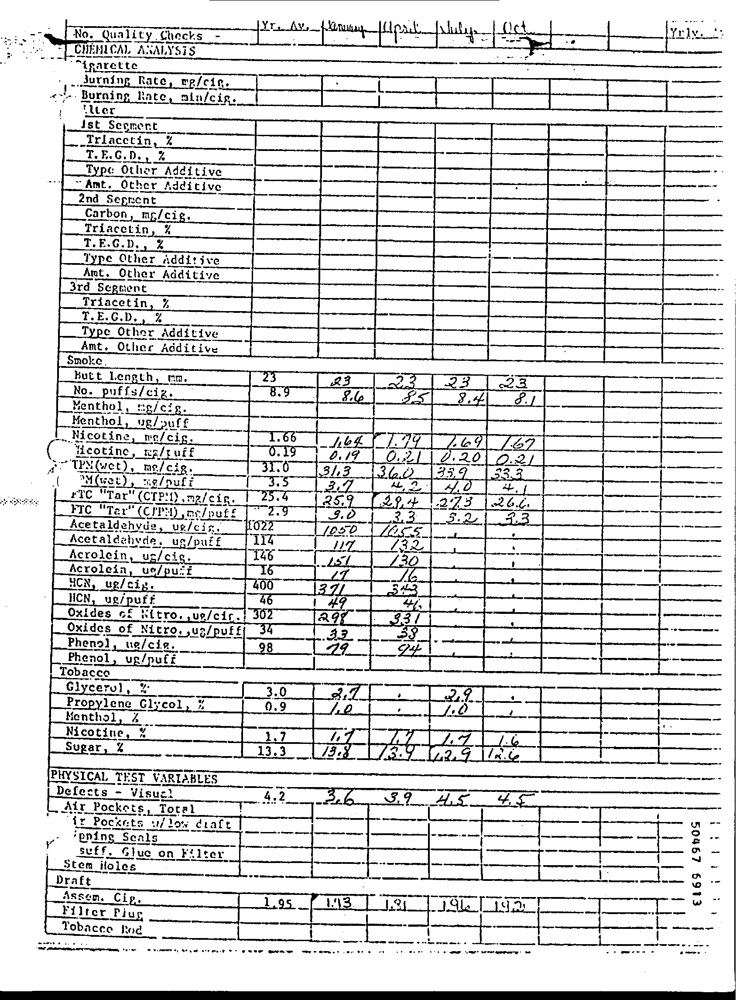 No. Quality Checks - Yr. Av. January April July Oct Yrly.
CHEMICAL ANALYSIS
igarette
Burning Rate, mg/cig.
Burning Rate, min/cig.
ilter
1st Segment
Triacetin, %
T.E.G.D., %
Type Other Additive
Amt. Other Additive
2nd Segment
Carbon, mg/cig.
Triacetin, %
T.E.G.D., %
Type Other Additive
Amt. Other Additive
3rd Segment
Triacetin, %
T.E.G.D., %
Type Other Additive
Amt. Other Additive
Smoke
Butt Length, mm. 23 23 23 23 23
No. puffs/cig. 8.9 8.6 8.5 8.4 8.1
Menthol, mg/cig.
Menthol, ug/puff
Nicotine, mg/cig. 1.66 1.64 1.79 1.69 1.67
Nicotine, mg/puff 0.19 0.19 0.21 0.20 0.21
TPM(wet), mg/cig. 31.0 31.3 36.0 33.9 33.3
PM(wet), mg/puff 3.5 3.7 4.2 4.0 4.1
FTC "Tar" (CTPM), mg/cig. 25.4 25.9 28.4 27.3 26.6
FTC "Tar" (CTPM), mg/puff 2.9 3.0 3.3 3.2 3.3
Acetaldehyde, ug/cig. 1022 1050 1055
Acetaldehyde, ug/puff 114 117 132
Acrolein, ug/cig. 146 151 130
Acrolein, ug/puff 16 17 16
HCN, ug/cig. 400 371 343
HCN, ug/puff 46 49 46
Oxides of Nitro., ug/cig. 302 298 331
Oxides of Nitro., ug/puff 34 33 38
Phenol, ug/cig. 98 79 94
Phenol, ug/puff
Tobacco
Glycerol, % 3.0 2.7 . 2.9 .
Propylene Glycol, % 0.9 1.0 . 1.0 .
Menthol, %
Nicotine, % 1.7 1.7 1.7 1.7 1.6
Sugar, % 13.3 13.8 13.9 12.9 12.6
PHYSICAL TEST VARIABLES
Defects - Visual 4.2 3.6 3.9 4.5 4.5
Air Pockets, Total
ir Pockets w/low draft
pping Seals
suff. Glue on Filter
Stem Holes
Draft
Assem. Cig. 1.95 1.93 1.91 1.96 1.92
Filter Plug
Tobacco Rod
50467 6913